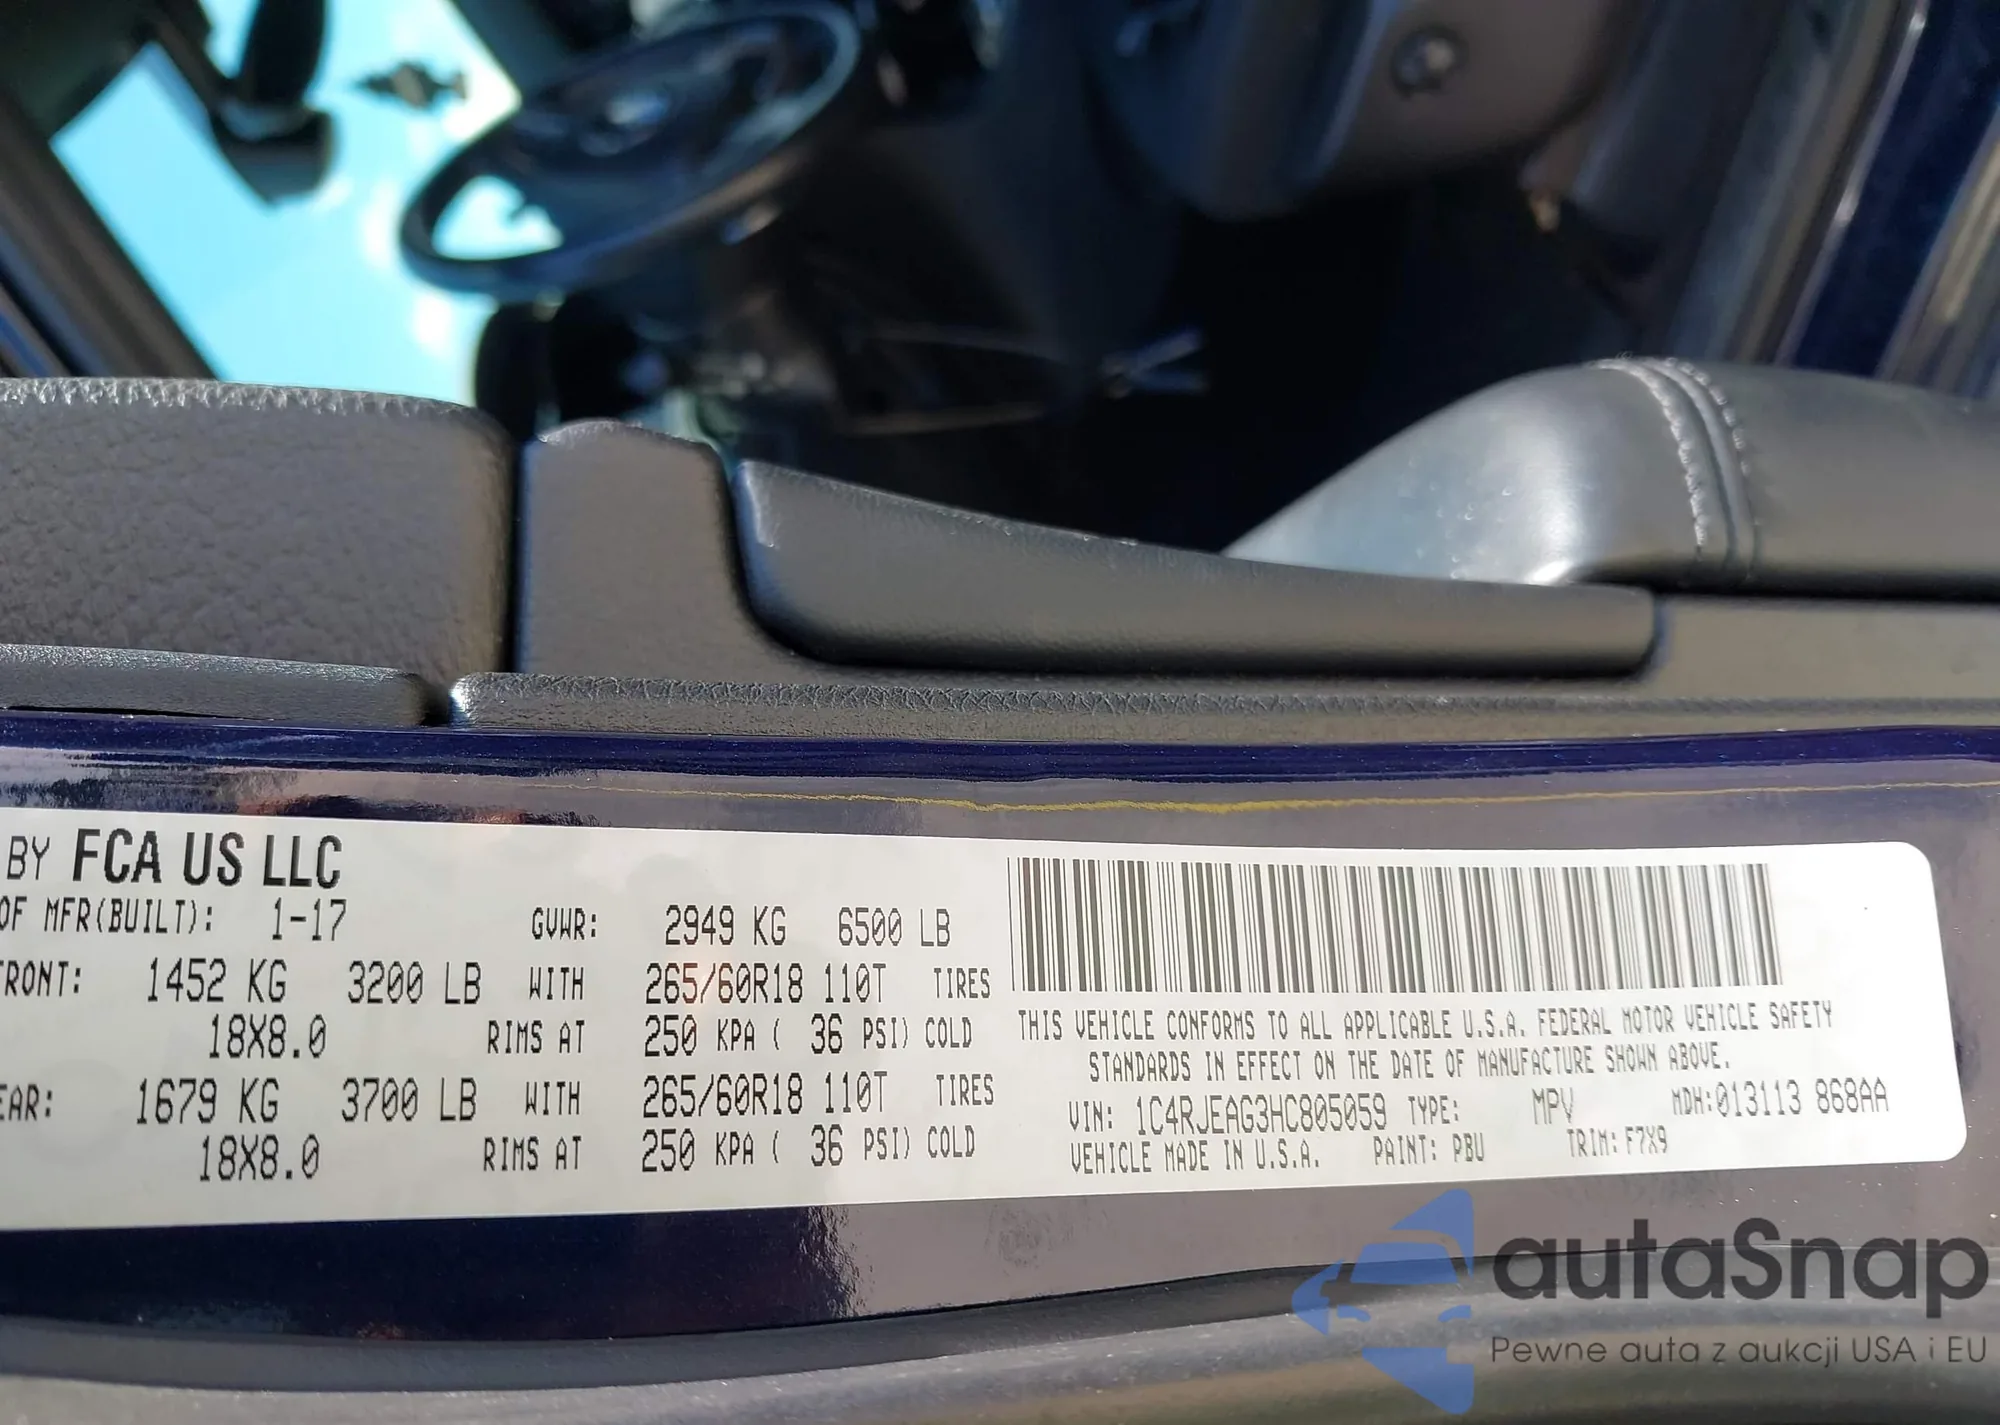 BY FCA US LLC
OF MFR(BUILT): 1-17 GVWR: 2949 KG 6500 LB
FRONT: 1452 KG 3200 LB WITH 265/60R18 110T TIRES
18X8.0 RIMS AT 250 KPA ( 36 PSI) COLD
EAR: 1679 KG 3700 LB WITH 265/60R18 110T TIRES
18X8.0 RIMS AT 250 KPA ( 36 PSI) COLD
THIS VEHICLE CONFORMS TO ALL APPLICABLE U.S.A. FEDERAL MOTOR VEHICLE SAFETY
STANDARDS IN EFFECT ON THE DATE OF MANUFACTURE SHOWN ABOVE.
VIN: 1C4RJEAG3HC805059 TYPE: MPV MDH:013113 868AA
VEHICLE MADE IN U.S.A. PAINT: PBU TRIM: F7X9
autaSnap
Pewne auta z aukcji USA i EU